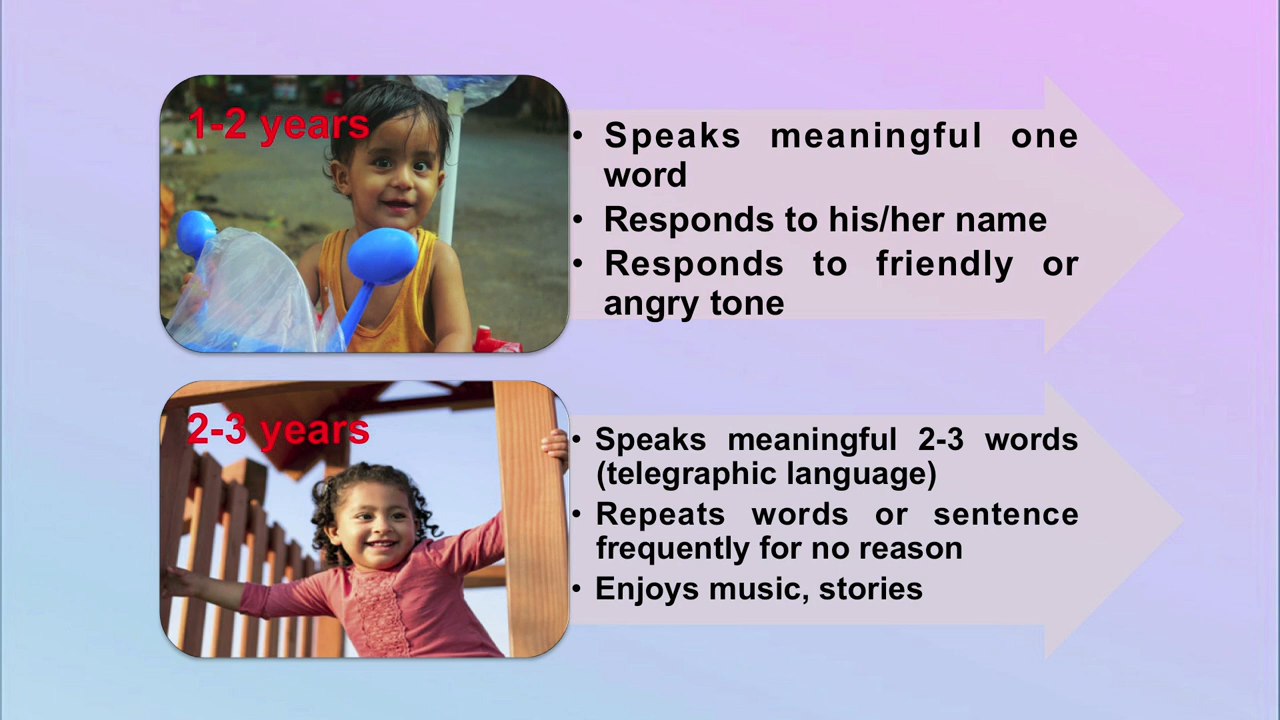 1-2 years
• Speaks meaningful one
word
• Responds to his/her name
• Responds to friendly or
angry tone
2-3 years
• Speaks meaningful 2-3 words
(telegraphic language)
• Repeats words or sentence
frequently for no reason
• Enjoys music, stories